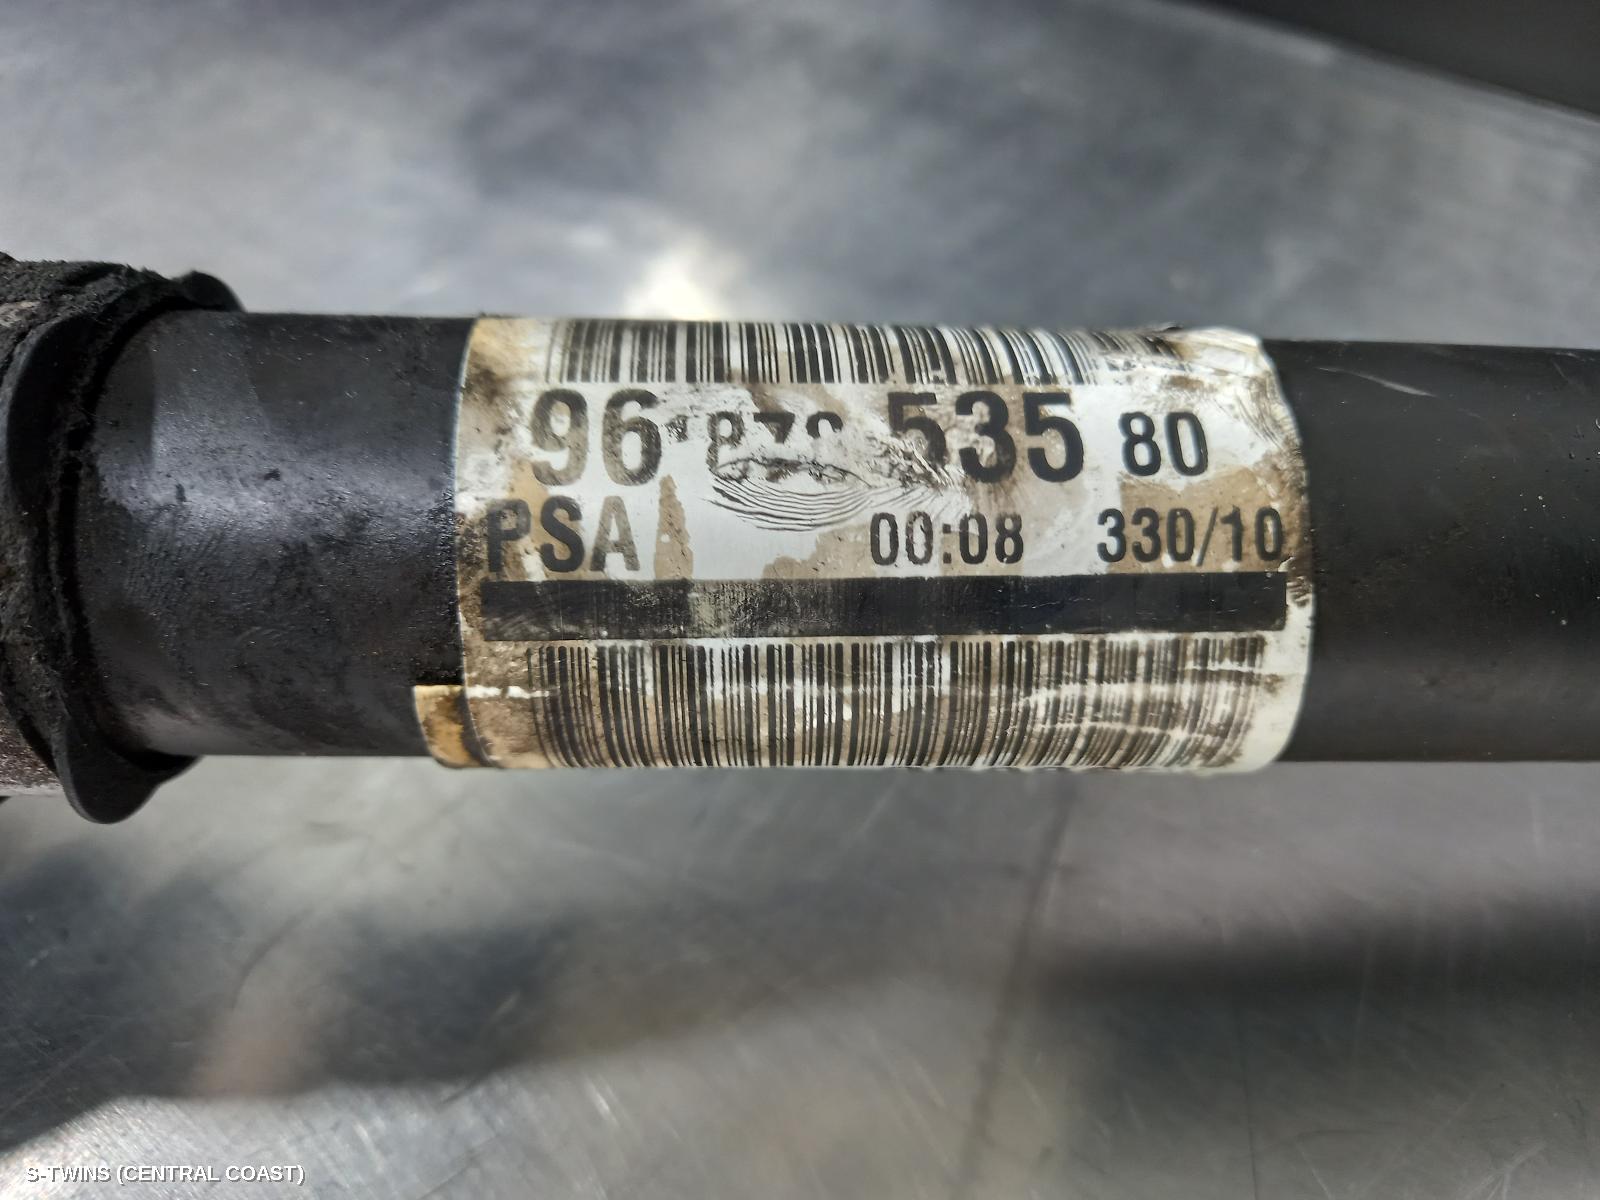 96 535 80
PSA 00:08 330/10
S-TWINS (CENTRAL COAST)